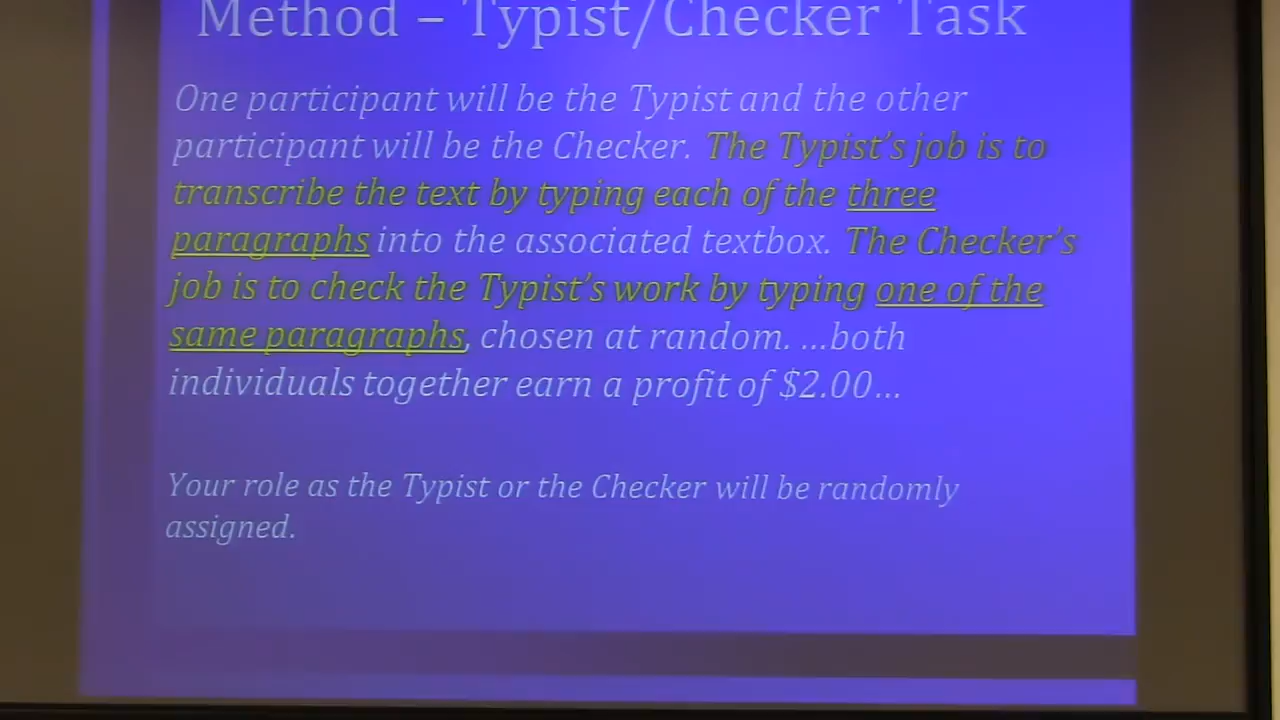 Method – Typist/Checker Task
One participant will be the Typist and the other
participant will be the Checker. The Typist’s job is to
transcribe the text by typing each of the three
paragraphs into the associated textbox. The Checker’s
job is to check the Typist’s work by typing one of the
same paragraphs, chosen at random. …both
individuals together earn a profit of $2.00…
Your role as the Typist or the Checker will be randomly
assigned.